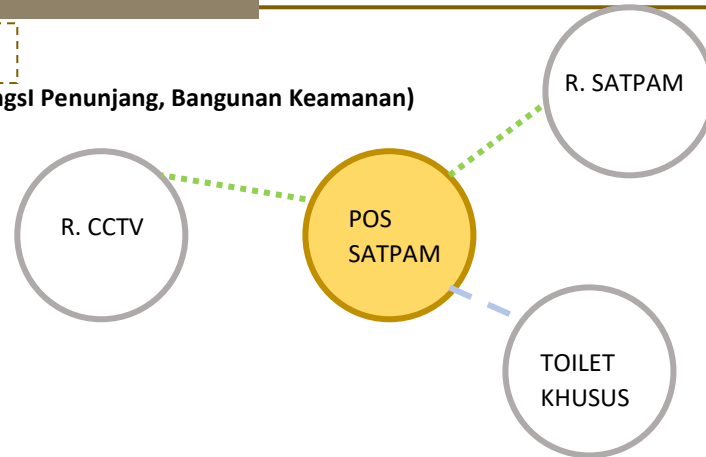 ngsI Penunjang, Bangunan Keamanan)
R. SATPAM
R. CCTV
POS
SATPAM
TOILET
KHUSUS